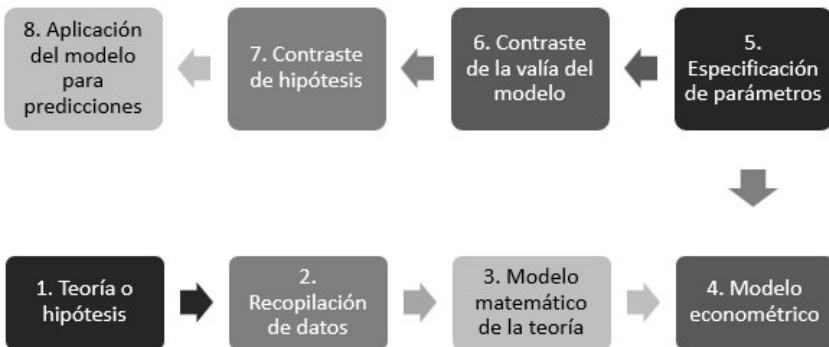 8. Aplicación
del modelo
para
predicciones
7. Contraste
de hipótesis
6. Contraste
de la valía del
modelo
5.
Especificación
de parámetros
1. Teoría o
hipótesis
2.
Recopilación
de datos
3. Modelo
matemático
de la teoría
4. Modelo
econométrico